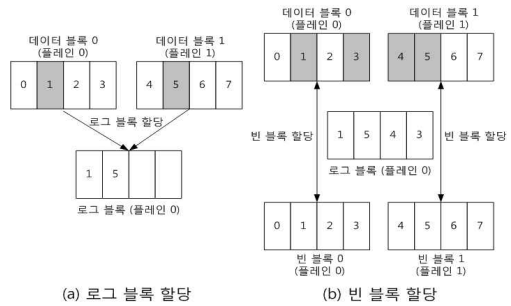 데이터 블록 0
(플레인 0)
데이터 블록 1
(플레인 1)
0 1 2 3
4 5 6 7
로그 블록 할당
1 5
로그 블록 (플레인 0)
(a) 로그 블록 할당
데이터 블록 0
(플레인 0)
데이터 블록 1
(플레인 1)
0 1 2 3
4 5 6 7
빈 블록 할당
1 5 4 3
빈 블록 할당
로그 블록 (플레인 0)
0 1 2 3
4 5 6 7
빈 블록 0
(플레인 0)
빈 블록 1
(플레인 1)
(b) 빈 블록 할당